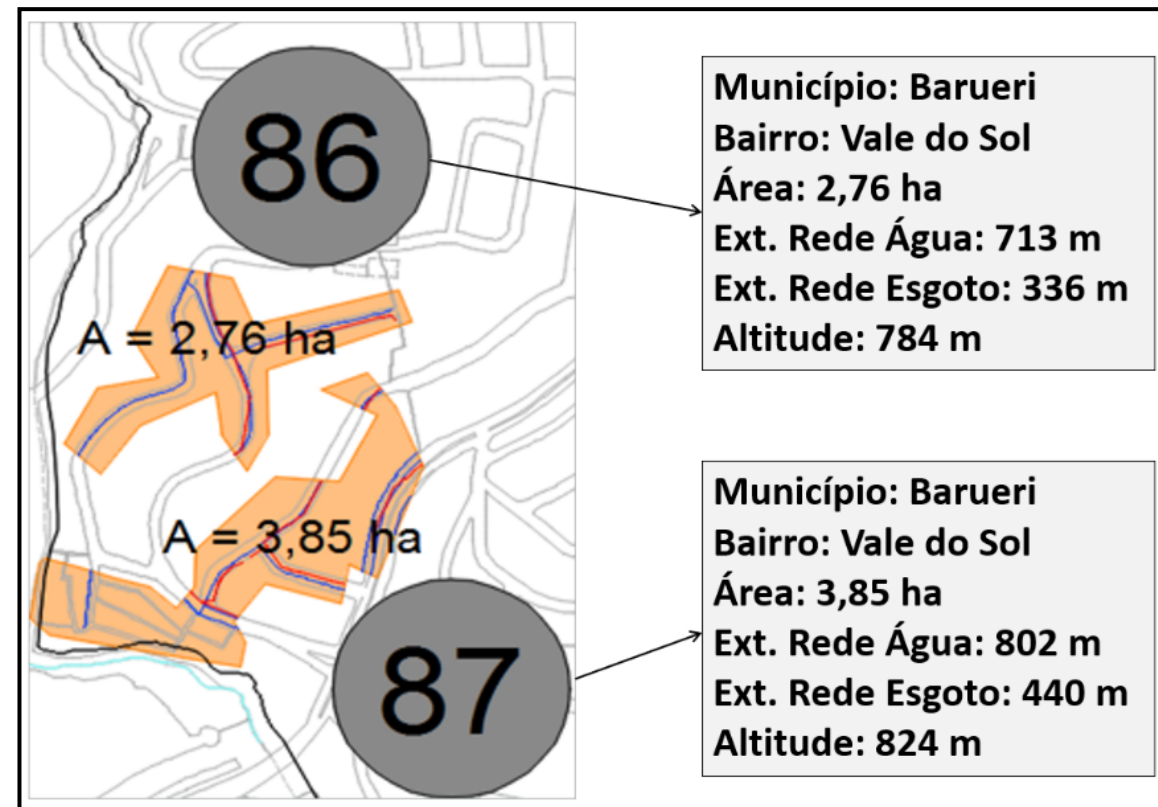 86
A = 2,76 ha
A = 3,85 ha
87
Município: Barueri
Bairro: Vale do Sol
Área: 2,76 ha
Ext. Rede Água: 713 m
Ext. Rede Esgoto: 336 m
Altitude: 784 m
Município: Barueri
Bairro: Vale do Sol
Área: 3,85 ha
Ext. Rede Água: 802 m
Ext. Rede Esgoto: 440 m
Altitude: 824 m